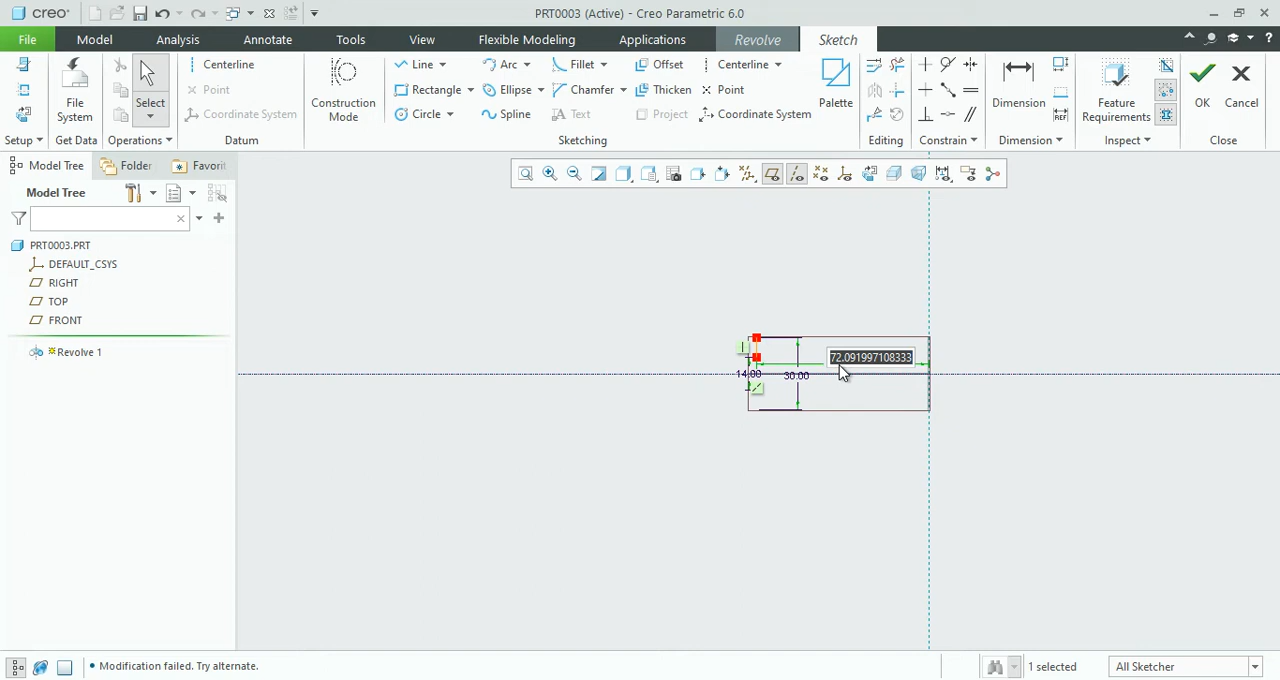 creo PRT0003 (Active) - Creo Parametric 6.0
File Model Analysis Annotate Tools View Flexible Modeling Applications Revolve Sketch
Centerline Line Arc Fillet Offset Centerline
Point Rectangle Ellipse Chamfer Thicken Point
Coordinate System Circle Spline Text Project Coordinate System
File System Select Construction Mode Palette Dimension REF Feature Requirements OK Cancel
Setup Get Data Operations Datum Sketching Editing Constrain Dimension Inspect Close
Model Tree Folder Favorit
Model Tree
PRT0003.PRT
DEFAULT_CSYS
RIGHT
TOP
FRONT
Revolve 1
72.091997108333
14.00 30.00
• Modification failed. Try alternate. 1 selected All Sketcher